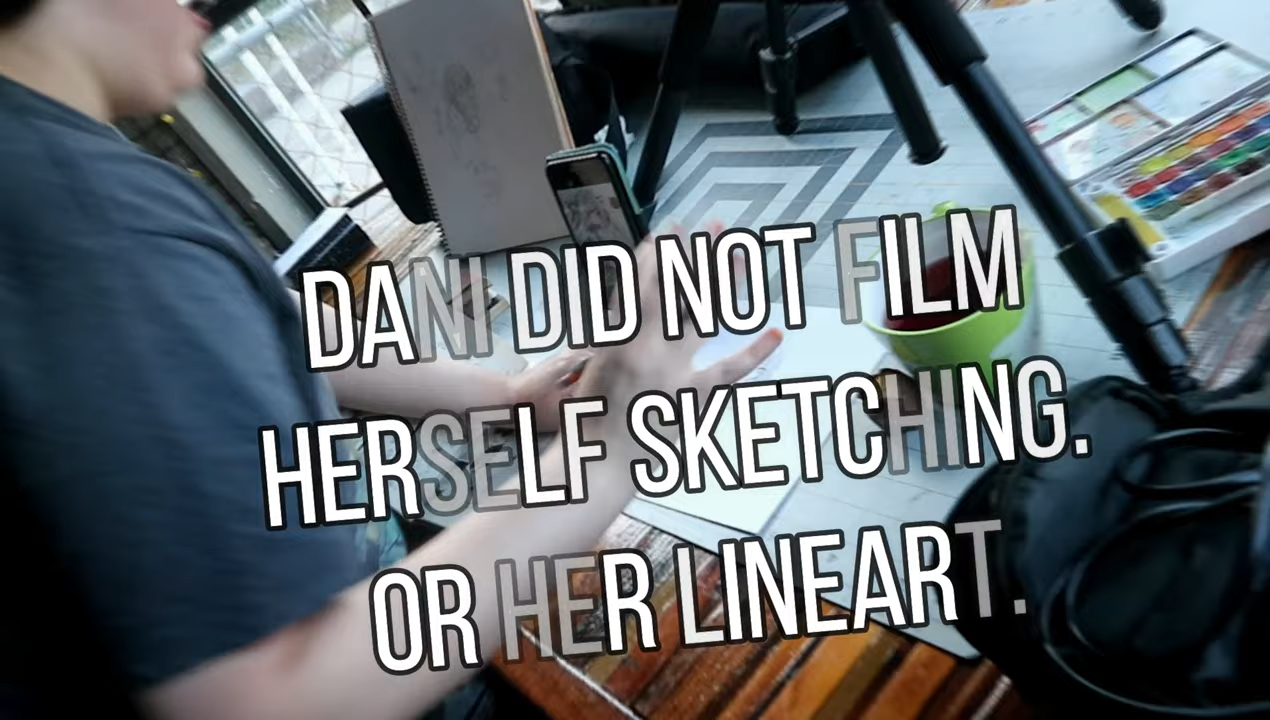 DANI DID NOT FILM
HERSELF SKETCHING.
OR HER LINEART.